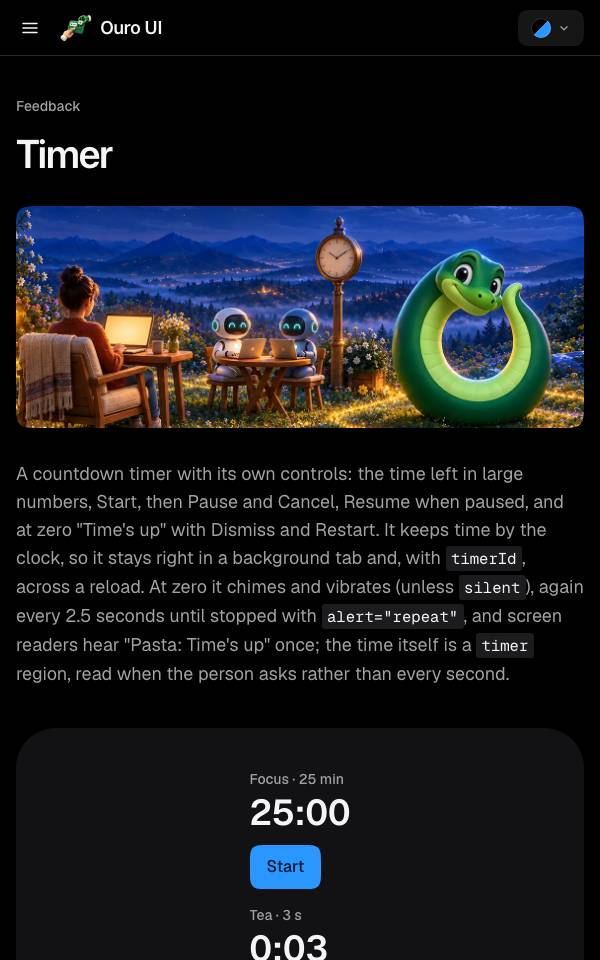 Ouro UI
Feedback
Timer
A countdown timer with its own controls: the time left in large
numbers, Start, then Pause and Cancel, Resume when paused, and
at zero "Time's up" with Dismiss and Restart. It keeps time by the
clock, so it stays right in a background tab and, with timerId,
across a reload. At zero it chimes and vibrates (unless silent), again
every 2.5 seconds until stopped with alert="repeat", and screen
readers hear "Pasta: Time's up" once; the time itself is a timer
region, read when the person asks rather than every second.
Focus · 25 min
25:00
Start
Tea · 3 s
0:03